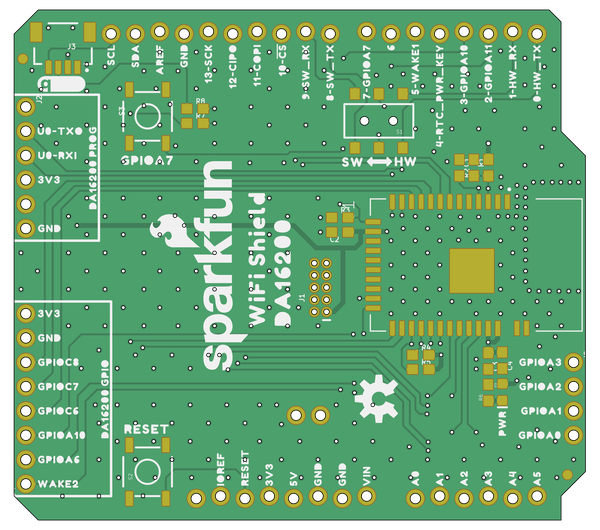 SCL
SDA
AREF
GND
13-SCK
12-CIPO
11-COPI
10-CS
9-SW_RX
8-SW_TX
7-GPIOA7
6
5-WAKE1
4-RTC_PWR_KEY
3-GPIOA10
2-GPIOA11
1-HW_RX
0-HW_TX
J3
GPIOA7
SW HW
U0-TXO
U0-RXI
3V3
GND
DA16200 PROG
sparkfun
WiFi Shield
DA16200
C2
J1
3V3
GND
GPIOC8
GPIOC7
GPIOC6
GPIOA10
GPIOA6
WAKE2
DA16200 GPIO
GPIOA3
GPIOA2
GPIOA1
GPIOA0
PWR
RESET
IOREF
RESET
3V3
5V
GND
GND
VIN
A0
A1
A2
A3
A4
A5